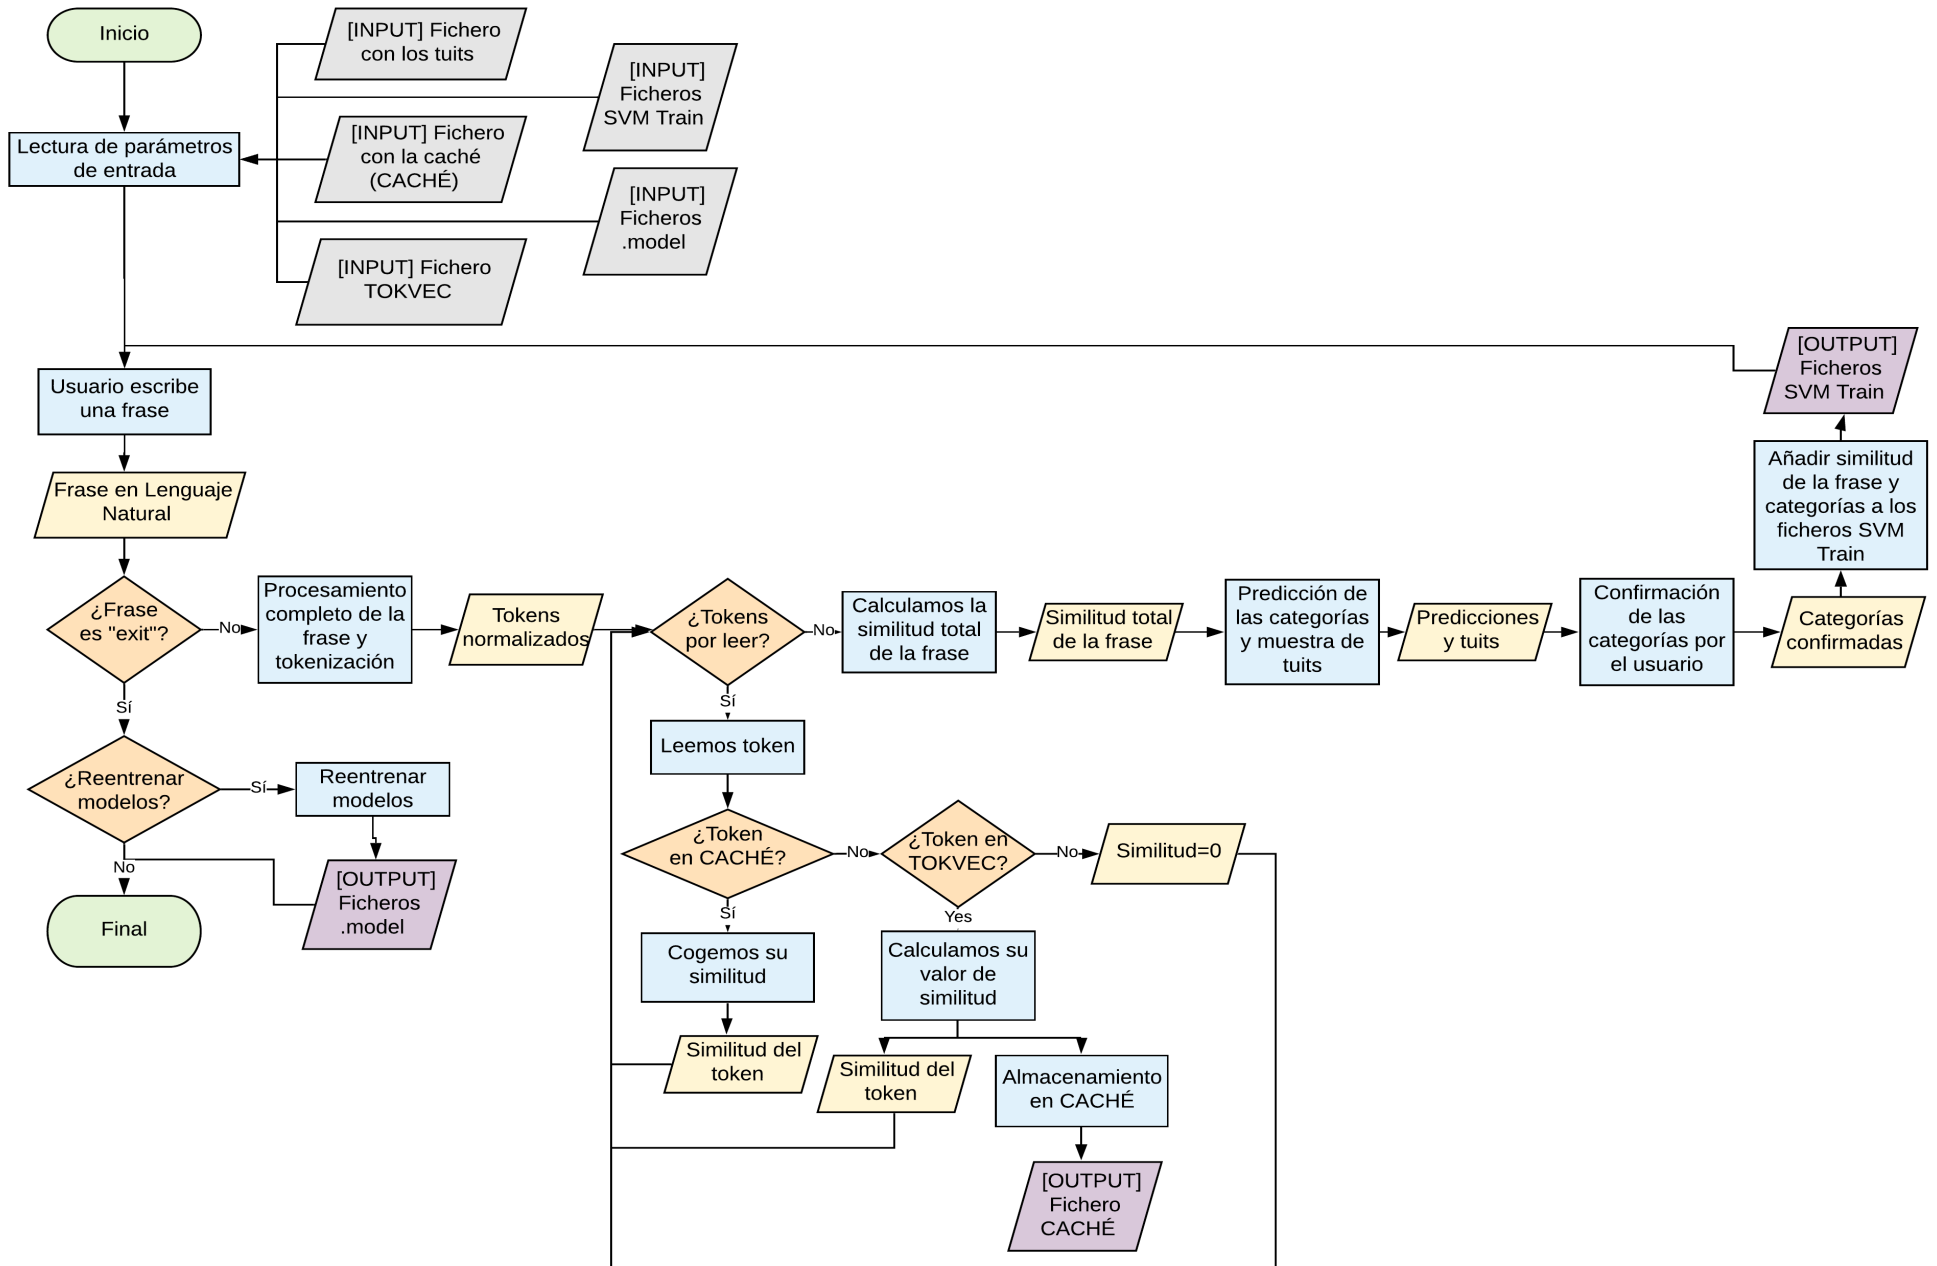 Inicio
[INPUT] Fichero
con los tuits
[INPUT]
Ficheros
SVM Train
Lectura de parámetros
de entrada
[INPUT] Fichero
con la caché
(CACHÉ)
[INPUT]
Ficheros
.model
[INPUT] Fichero
TOKVEC
[OUTPUT]
Ficheros
SVM Train
Usuario escribe
una frase
Añadir similitud
de la frase y
categorías a los
ficheros SVM
Train
Frase en Lenguaje
Natural
¿Frase
es "exit"?
No
Procesamiento
completo de la
frase y
tokenización
Tokens
normalizados
¿Tokens
por leer?
No
Calculamos la
similitud total
de la frase
Similitud total
de la frase
Predicción de
las categorías
y muestra de
tuits
Predicciones
y tuits
Confirmación
de las
categorías por
el usuario
Categorías
confirmadas
Sí
Sí
Leemos token
¿Reentrenar
modelos?
Sí
Reentrenar
modelos
¿Token
en CACHÉ?
No
¿Token en
TOKVEC?
No
Similitud=0
No
[OUTPUT]
Ficheros
.model
Final
Sí
Yes
Cogemos su
similitud
Calculamos su
valor de
similitud
Similitud del
token
Similitud del
token
Almacenamiento
en CACHÉ
[OUTPUT]
Fichero
CACHÉ